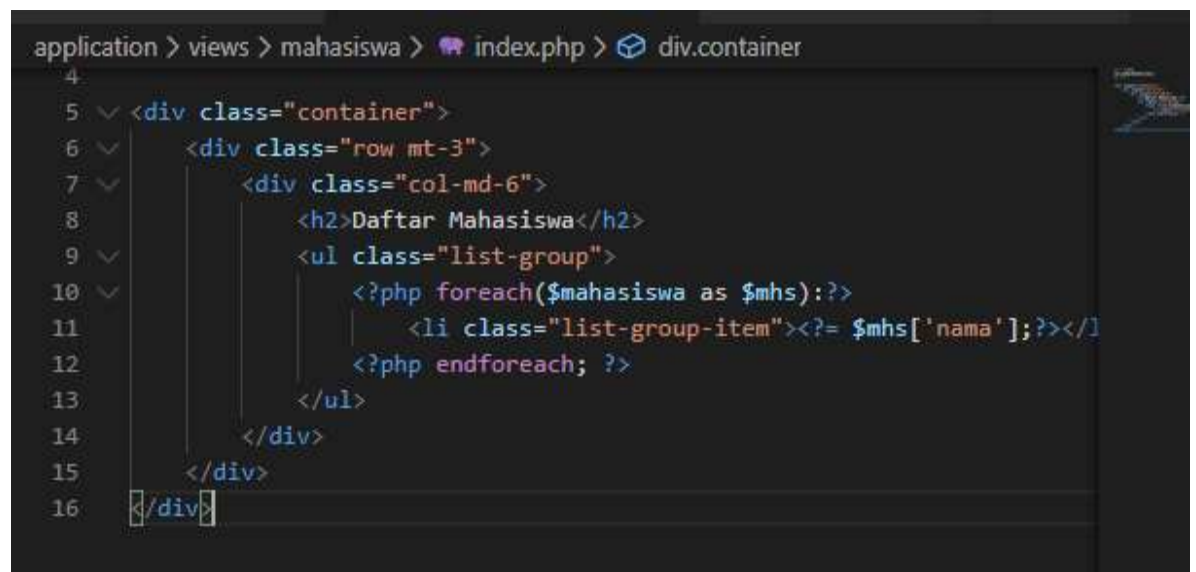 application > views > mahasiswa > index.php > div.container
4
5 <div class="container">
6 <div class="row mt-3">
7 <div class="col-md-6">
8 <h2>Daftar Mahasiswa</h2>
9 <ul class="list-group">
10 <?php foreach($mahasiswa as $mhs):?>
11 <li class="list-group-item"><?= $mhs['nama'];?></l
12 <?php endforeach; ?>
13 </ul>
14 </div>
15 </div>
16 </div>